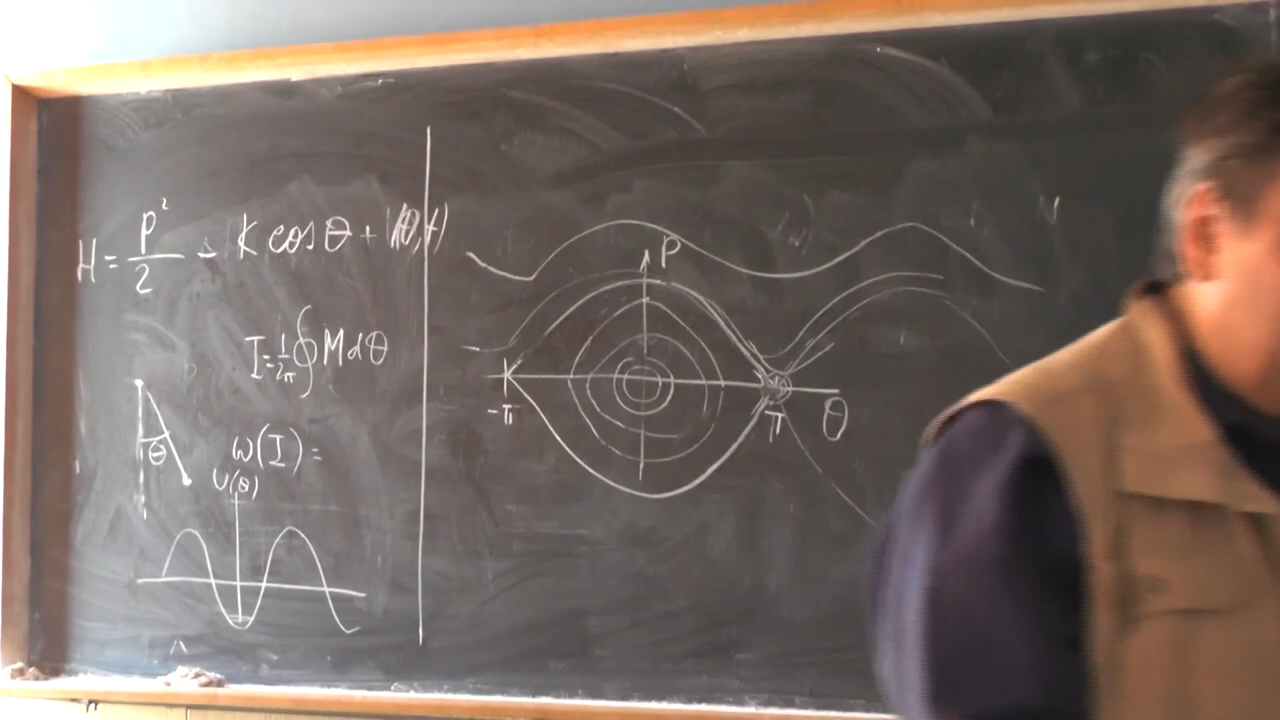 H = p²/2 - K cos θ + V(θ,t)
I = 1/2π ∮ M dθ
θ
ω(I) =
U(θ)
P
-π
π
θ